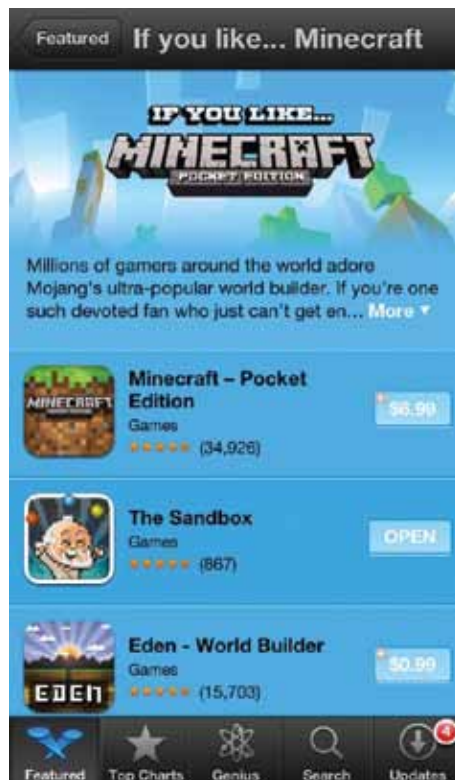 Featured
If you like... Minecraft
IF YOU LIKE...
MINECRAFT
POCKET EDITION
Millions of gamers around the world adore
Mojang's ultra-popular world builder. If you're one
such devoted fan who just can't get en... More ▼
MINECRAFT
Minecraft – Pocket
Edition
Games
(34,926)
$6.99
The Sandbox
Games
(867)
OPEN
EDEN
Eden - World Builder
Games
(15,703)
$0.99
Featured
Top Charts
Genius
Search
4
Updates